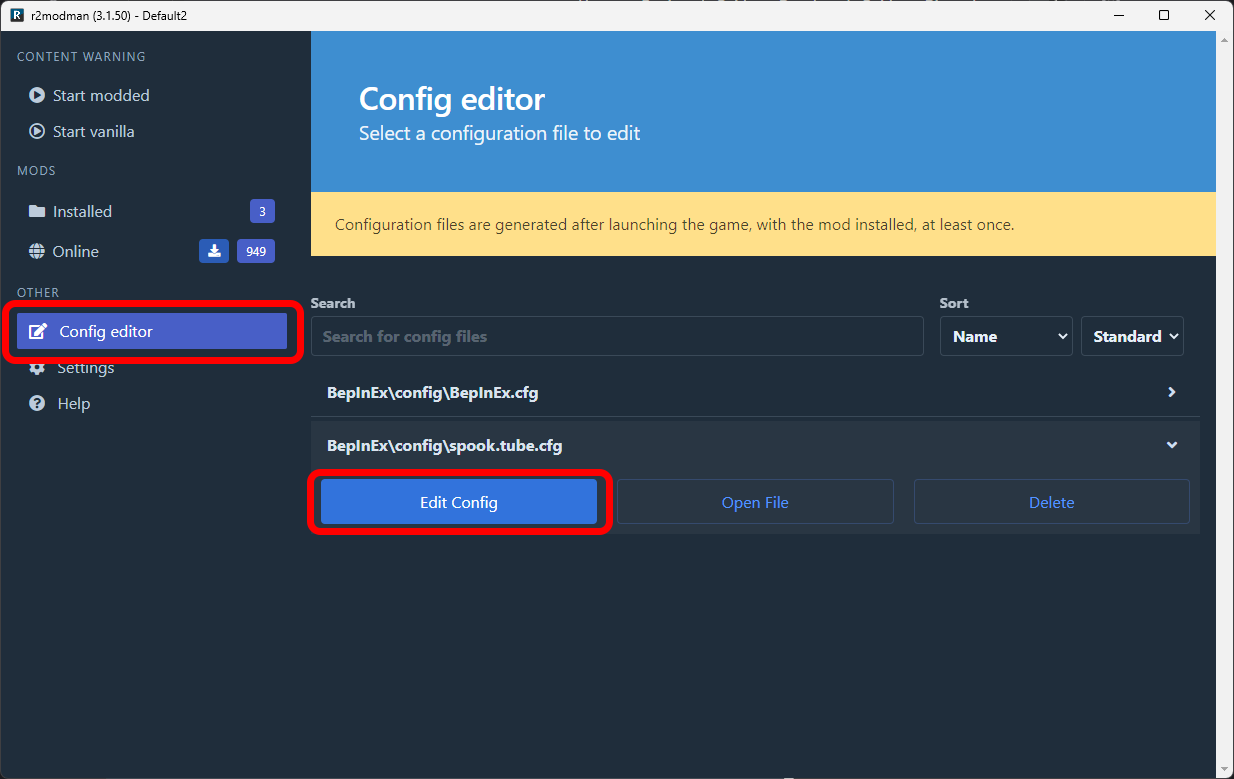 R r2modman (3.1.50) - Default2
CONTENT WARNING
Start modded
Start vanilla
MODS
Installed 3
Online 949
OTHER
Config editor
Settings
Help
Config editor
Select a configuration file to edit
Configuration files are generated after launching the game, with the mod installed, at least once.
Search
Search for config files
Sort
Name
Standard
BepInEx\config\BepInEx.cfg
BepInEx\config\spook.tube.cfg
Edit Config
Open File
Delete